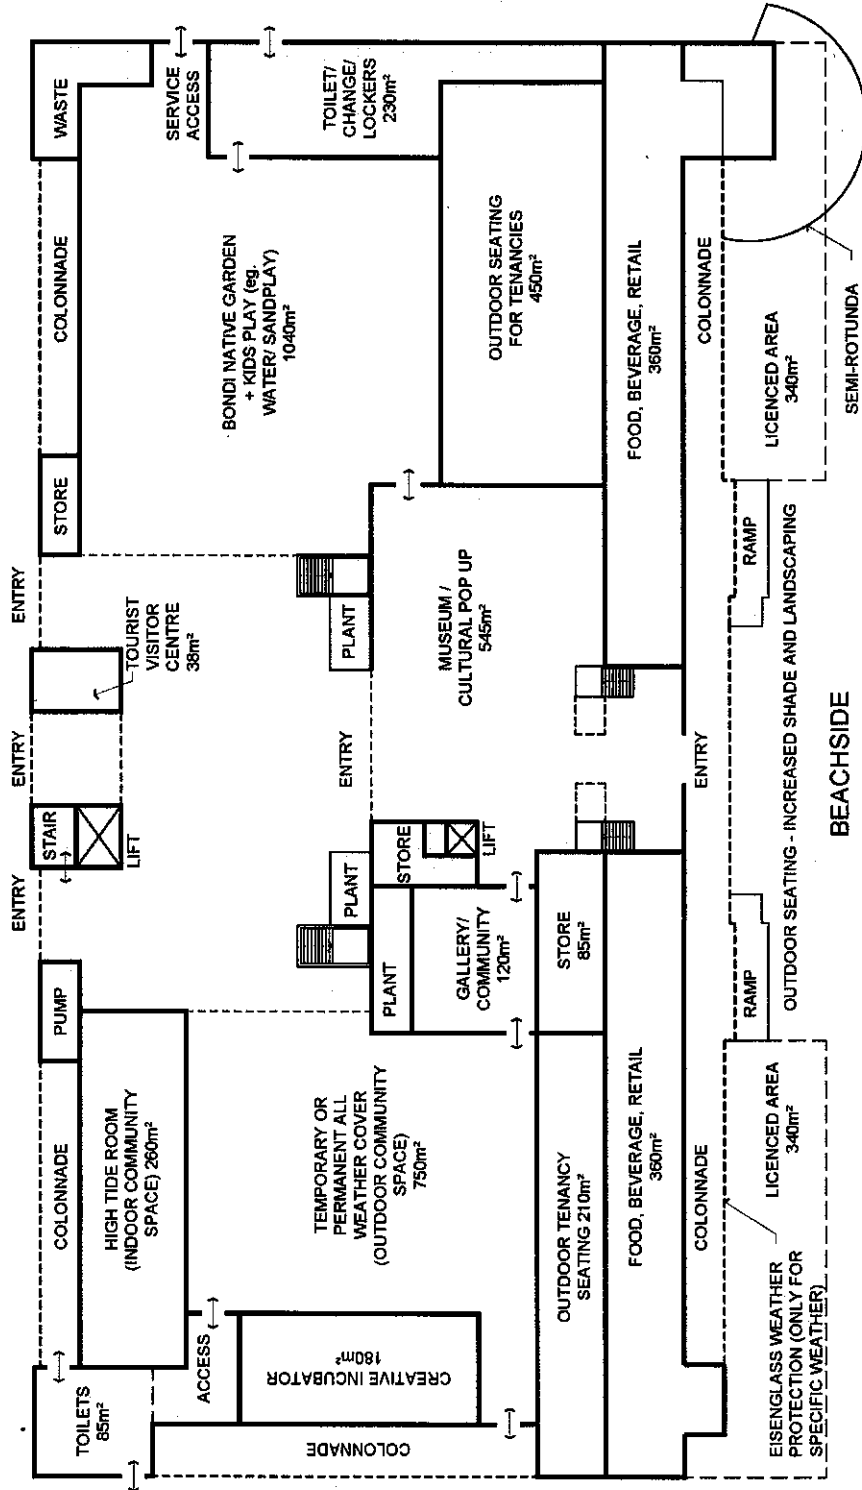 WASTE
SERVICE
ACCESS
TOILET/
CHANGE/
LOCKERS
230m²
COLONNADE
BONDI NATIVE GARDEN
+ KIDS PLAY (eg.
WATER/ SANDPLAY)
1040m²
OUTDOOR SEATING
FOR TENANCIES
450m²
FOOD, BEVERAGE, RETAIL
360m²
COLONNADE
LICENCED AREA
340m²
SEMI-ROTUNDA
STORE
ENTRY
TOURIST
VISITOR
CENTRE
38m²
PLANT
MUSEUM /
CULTURAL POP UP
545m²
RAMP
ENTRY
ENTRY
ENTRY
OUTDOOR SEATING - INCREASED SHADE AND LANDSCAPING
BEACHSIDE
STAIR
LIFT
ENTRY
PLANT
STORE
LIFT
PUMP
PLANT
GALLERY/
COMMUNITY
120m²
STORE
85m²
RAMP
COLONNADE
HIGH TIDE ROOM
(INDOOR COMMUNITY
SPACE) 260m²
TEMPORARY OR
PERMANENT ALL
WEATHER COVER
(OUTDOOR COMMUNITY
SPACE)
750m²
OUTDOOR TENANCY
SEATING 210m²
FOOD, BEVERAGE, RETAIL
360m²
COLONNADE
LICENCED AREA
340m²
TOILETS
85m²
ACCESS
CREATIVE INCUBATOR
180m²
COLONNADE
EISENGLASS WEATHER
PROTECTION (ONLY FOR
SPECIFIC WEATHER)